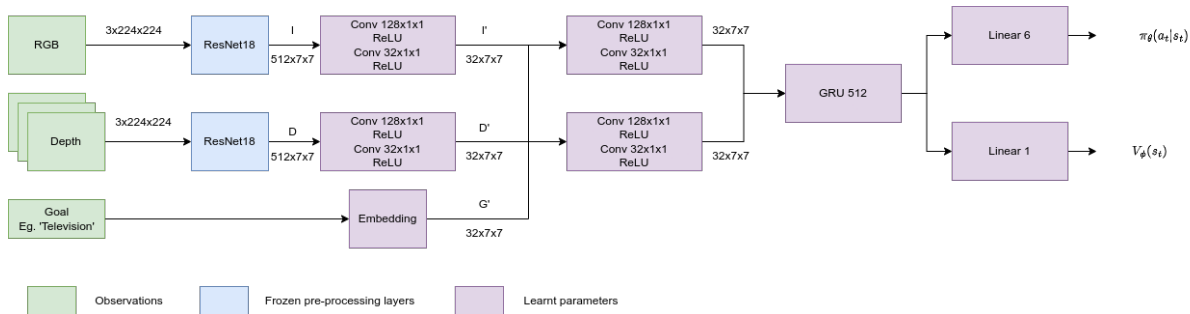 RGB
3x224x224
ResNet18
I
512x7x7
Conv 128x1x1
ReLU
Conv 32x1x1
ReLU
I'
32x7x7
Conv 128x1x1
ReLU
Conv 32x1x1
ReLU
32x7x7
Depth
3x224x224
ResNet18
D
512x7x7
Conv 128x1x1
ReLU
Conv 32x1x1
ReLU
D'
32x7x7
Conv 128x1x1
ReLU
Conv 32x1x1
ReLU
32x7x7
Goal
Eg. 'Television'
Embedding
G'
32x7x7
GRU 512
Linear 6
π_θ(a_t|s_t)
Linear 1
V_ϕ(s_t)
Observations
Frozen pre-processing layers
Learnt parameters